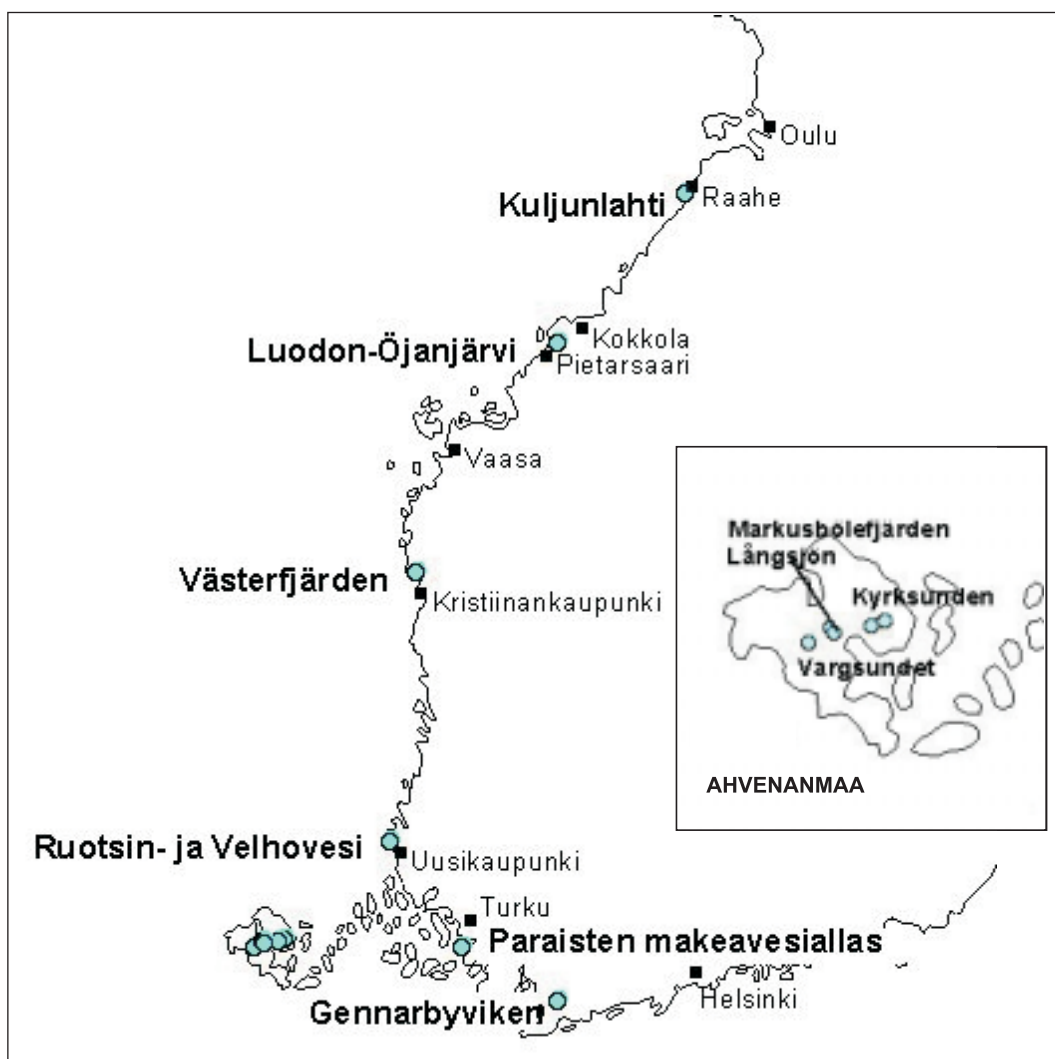 Oulu
Kuljunlahti
Raahe
Kokkola
Luodon-Öjanjärvi
Pietarsaari
Vaasa
Västerfjärden
Kristiinankaupunki
Markusbölefjärden
Långsjön
Kyrksunden
Vargsundet
AHVENANMAA
Ruotsin- ja Velhovesi
Uusikaupunki
Turku
Paraisten makeavesiallas
Gennarbyviken
Helsinki